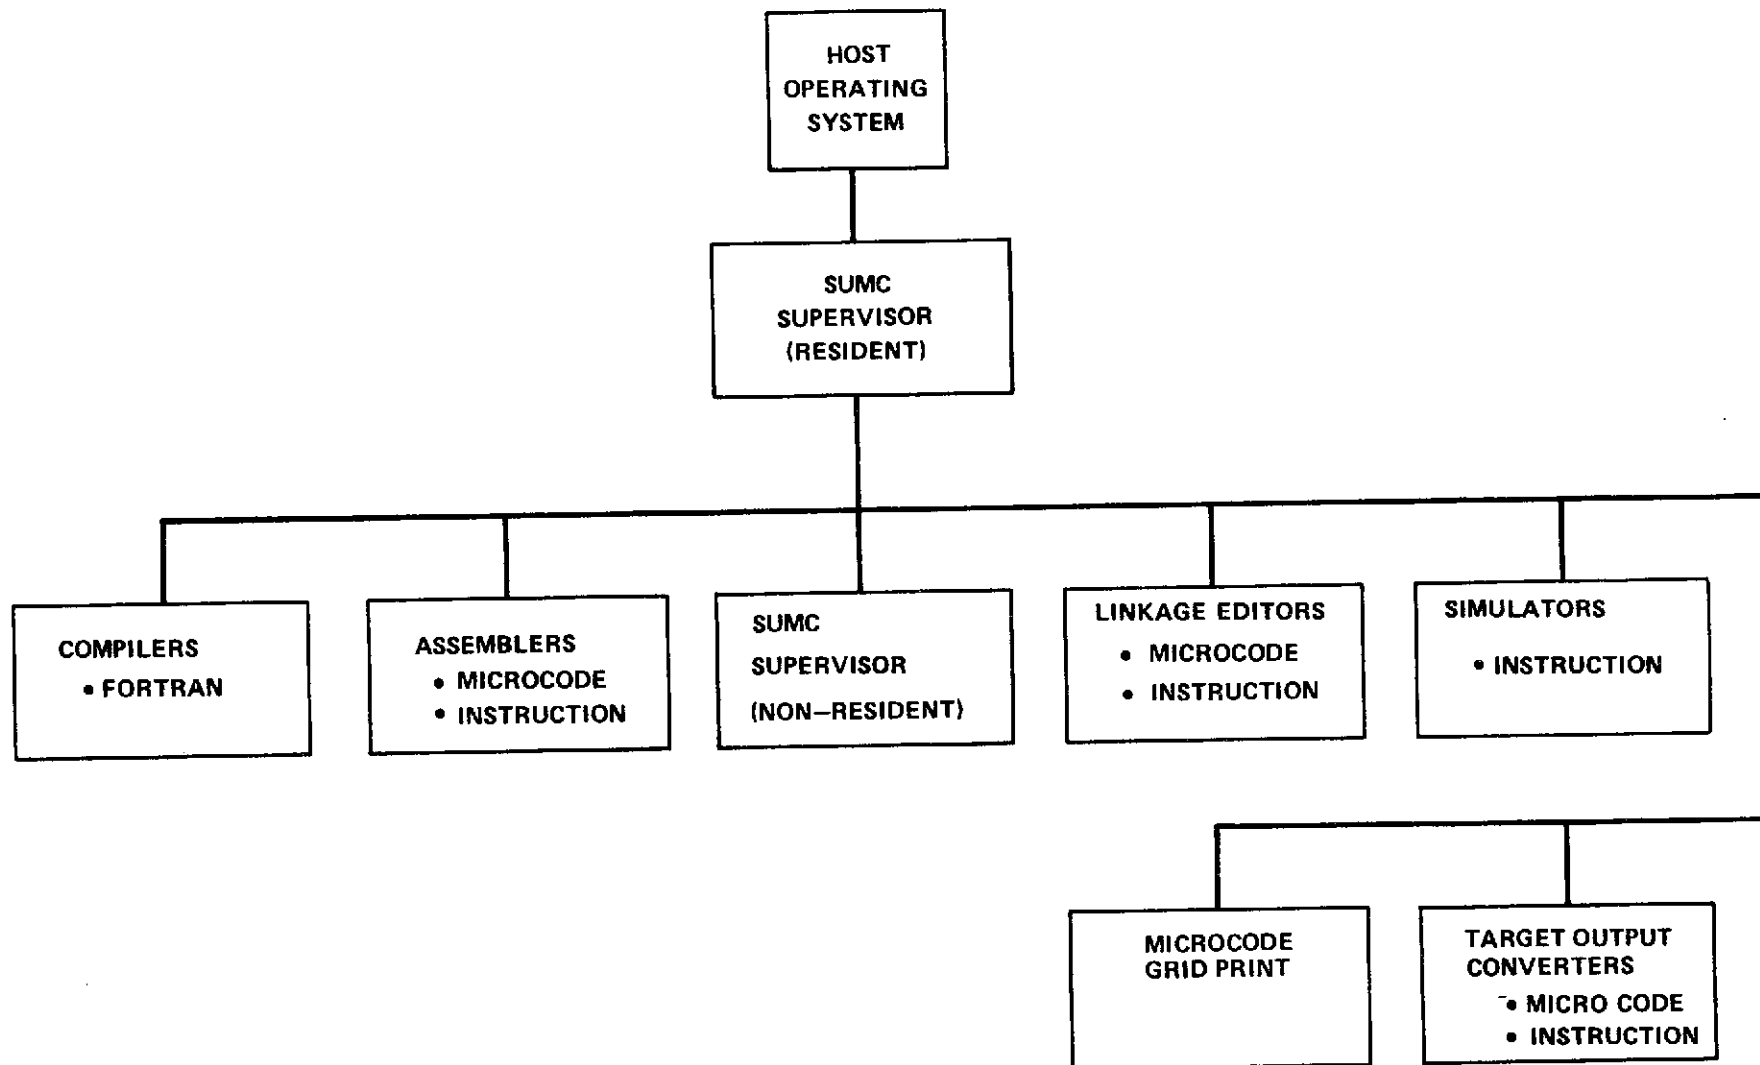 HOST
OPERATING
SYSTEM
SUMC
SUPERVISOR
(RESIDENT)
COMPILERS
• FORTRAN
ASSEMBLERS
• MICROCODE
• INSTRUCTION
SUMC
SUPERVISOR
(NON–RESIDENT)
LINKAGE EDITORS
• MICROCODE
• INSTRUCTION
SIMULATORS
• INSTRUCTION
MICROCODE
GRID PRINT
TARGET OUTPUT
CONVERTERS
• MICRO CODE
• INSTRUCTION